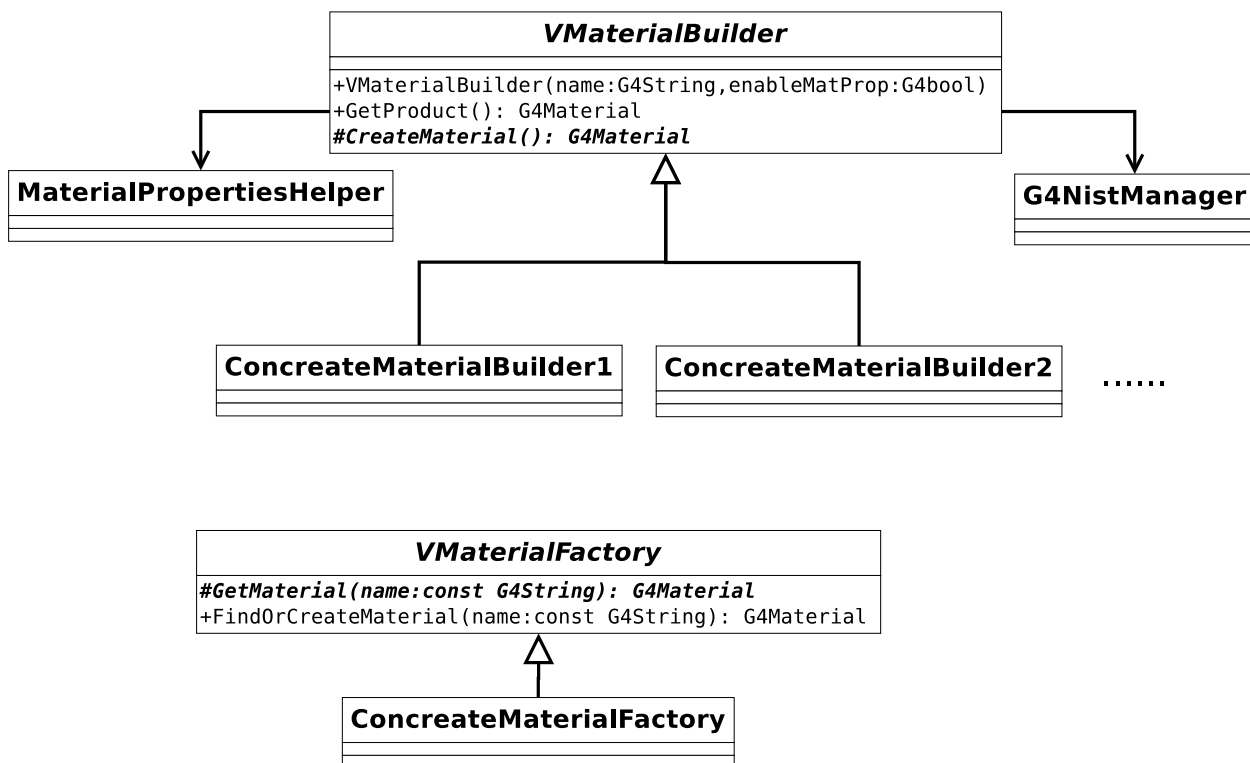 VMaterialBuilder
+VMaterialBuilder(name:G4String,enableMatProp:G4bool)
+GetProduct(): G4Material
#CreateMaterial(): G4Material
MaterialPropertiesHelper
G4NistManager
ConcreateMaterialBuilder1
ConcreateMaterialBuilder2
......
VMaterialFactory
#GetMaterial(name:const G4String): G4Material
+FindOrCreateMaterial(name:const G4String): G4Material
ConcreateMaterialFactory